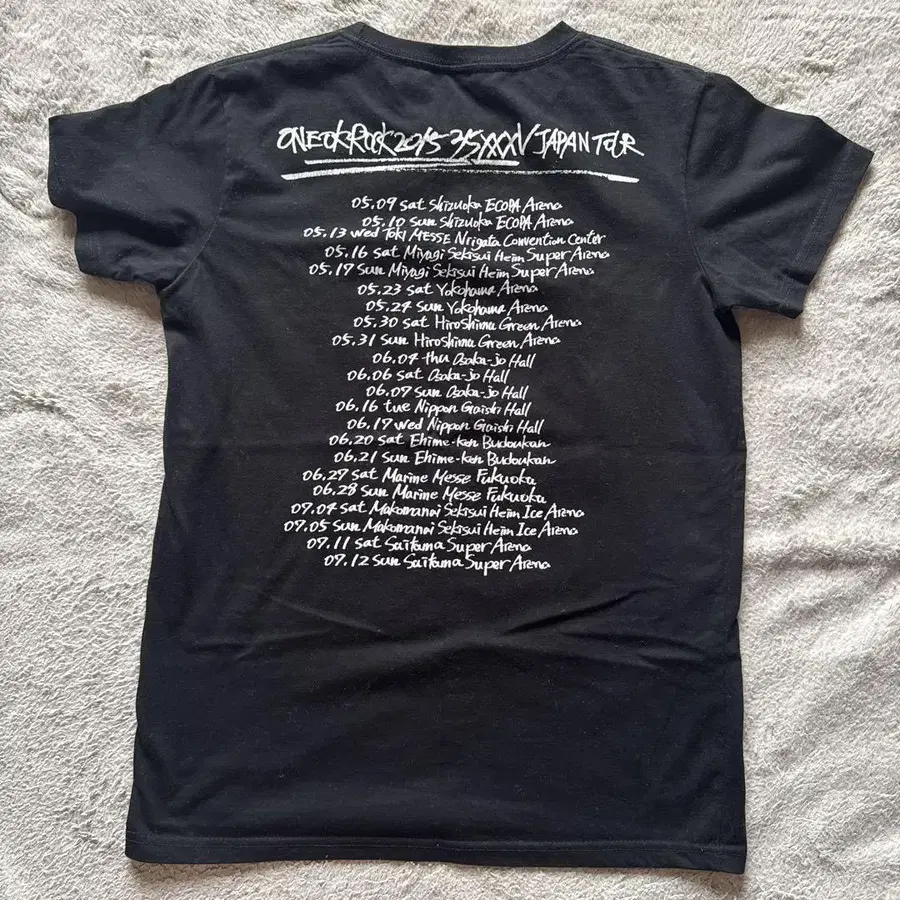 ONE OK ROCK 2015 35XXXV JAPAN TOUR
05.09 Sat Shizuoka ECOPA Arena
05.10 Sun Shizuoka ECOPA Arena
05.13 Wed TOKI MESSE Niigata Convention Center
05.16 Sat Miyagi Sekisui Heim Super Arena
05.17 Sun Miyagi Sekisui Heim Super Arena
05.23 Sat Yokohama Arena
05.24 Sun Yokohama Arena
05.30 Sat Hiroshima Green Arena
05.31 Sun Hiroshima Green Arena
06.04 thu Osaka-jo Hall
06.06 Sat Osaka-jo Hall
06.07 Sun Osaka-jo Hall
06.16 tue Nippon Gaishi Hall
06.17 wed Nippon Gaishi Hall
06.20 Sat Ehime-ken Budoukan
06.21 Sun Ehime-ken Budoukan
06.27 Sat Marine Messe Fukuoka
06.28 Sun Marine Messe Fukuoka
07.04 Sat Makomanai Sekisui Heim Ice Arena
07.05 Sun Makomanai Sekisui Heim Ice Arena
07.11 Sat Saitama Super Arena
07.12 Sun Saitama Super Arena